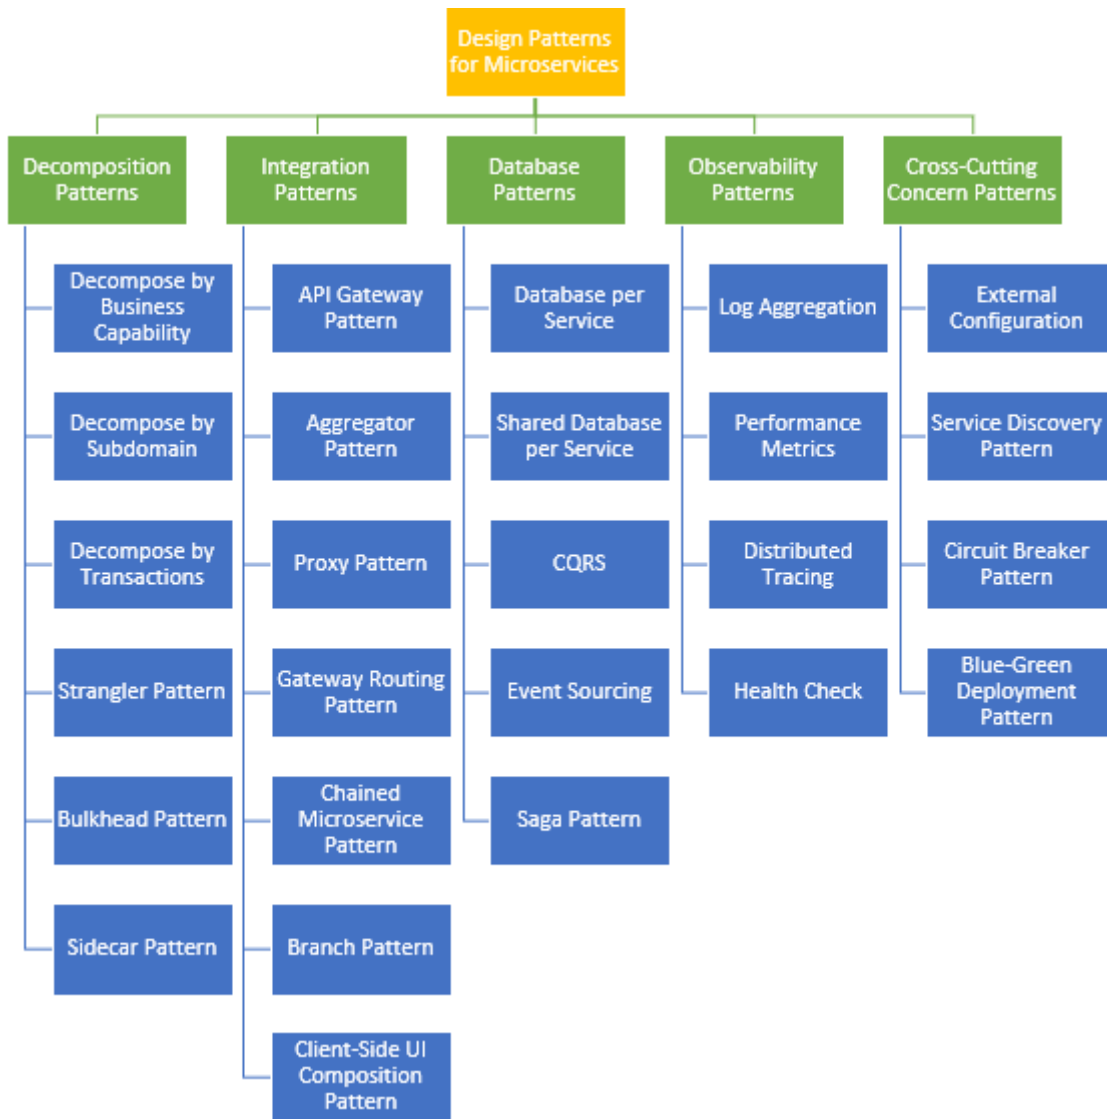 Design Patterns
for Microservices
Decomposition
Patterns
Integration
Patterns
Database
Patterns
Observability
Patterns
Cross-Cutting
Concern Patterns
Decompose by
Business
Capability
API Gateway
Pattern
Database per
Service
Log Aggregation
External
Configuration
Decompose by
Subdomain
Aggregator
Pattern
Shared Database
per Service
Performance
Metrics
Service Discovery
Pattern
Decompose by
Transactions
Proxy Pattern
CQRS
Distributed
Tracing
Circuit Breaker
Pattern
Strangler Pattern
Gateway Routing
Pattern
Event Sourcing
Health Check
Blue-Green
Deployment
Pattern
Bulkhead Pattern
Chained
Microservice
Pattern
Saga Pattern
Sidecar Pattern
Branch Pattern
Client-Side UI
Composition
Pattern